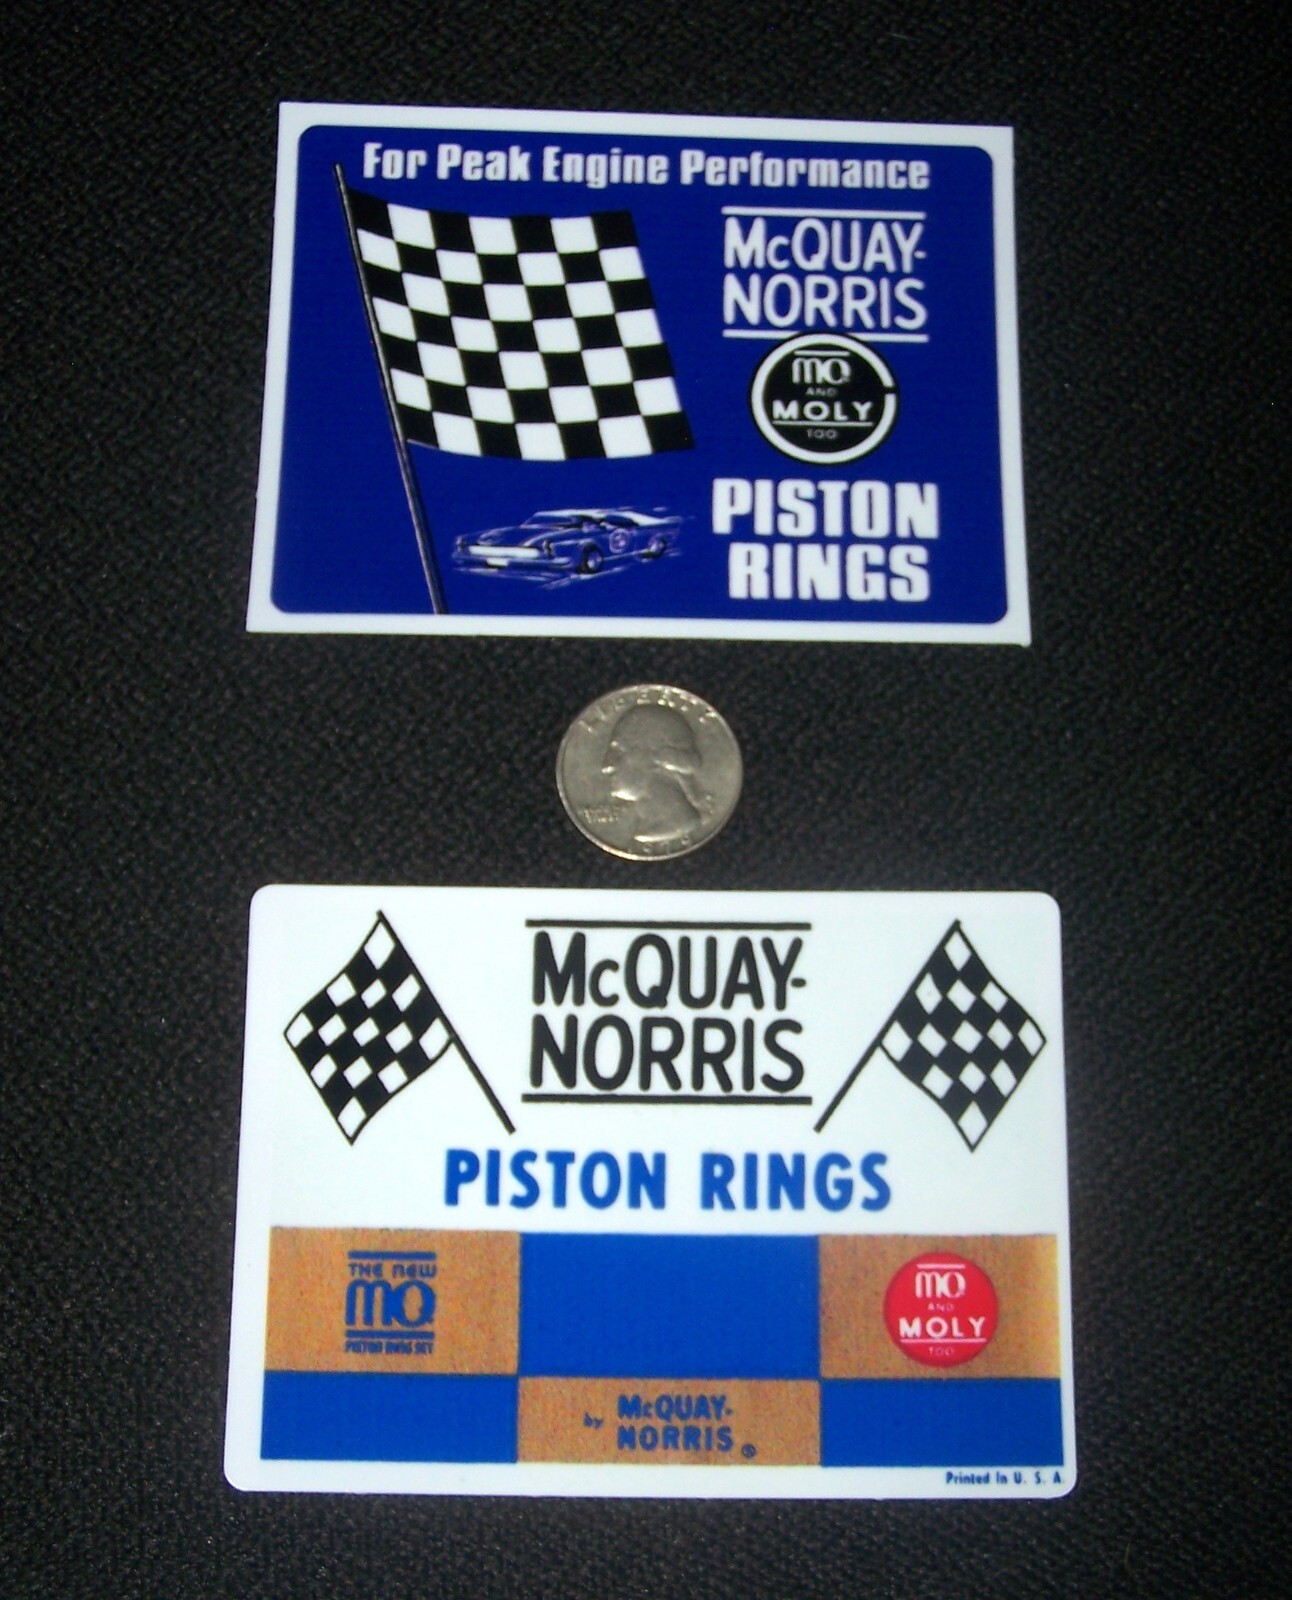 For Peak Engine Performance
McQUAY-
NORRIS
MQ
AND
MOLY
TOO
PISTON
RINGS
LIBERTY
McQUAY-
NORRIS
PISTON RINGS
THE NEW
MQ
PISTON RING SET
MQ
AND
MOLY
TOO
by McQUAY-
NORRIS ®
Printed In U. S. A.